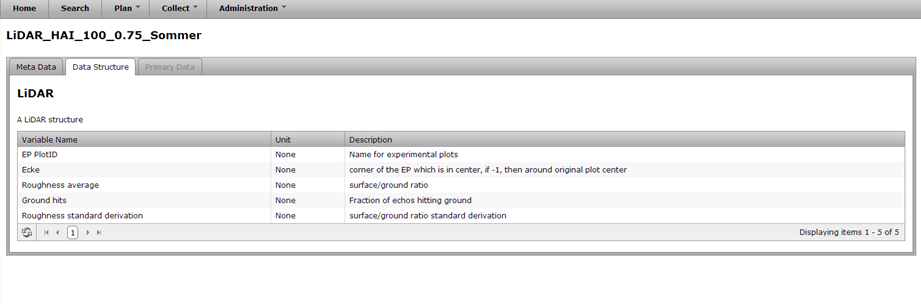 Home Search Plan Collect Administration
LiDAR_HAI_100_0.75_Sommer
Meta Data Data Structure Primary Data
LiDAR
A LiDAR structure
Variable Name Unit Description
EP PlotID None Name for experimental plots
Ecke None corner of the EP which is in center, if -1, then around original plot center
Roughness average None surface/ground ratio
Ground hits None Fraction of echos hitting ground
Roughness standard derivation None surface/ground ratio standard derivation
1 Displaying items 1 - 5 of 5